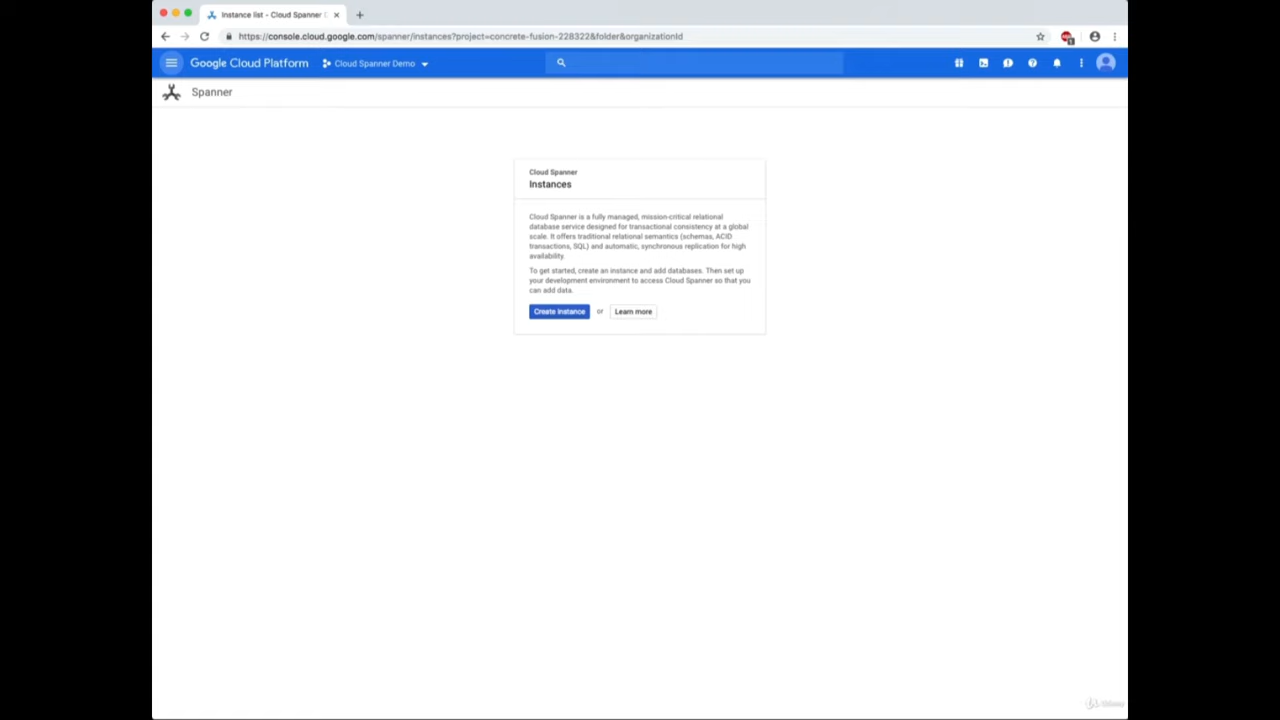 Instance list - Cloud Spanner
https://console.cloud.google.com/spanner/instances?project=concrete-fusion-228322&folder&organizationId
Google Cloud Platform
Cloud Spanner Demo
Spanner
Cloud Spanner
Instances
Cloud Spanner is a fully managed, mission-critical relational
database service designed for transactional consistency at a global
scale. It offers traditional relational semantics (schemas, ACID
transactions, SQL) and automatic, synchronous replication for high
availability.
To get started, create an instance and add databases. Then set up
your development environment to access Cloud Spanner so that you
can add data.
Create instance or Learn more